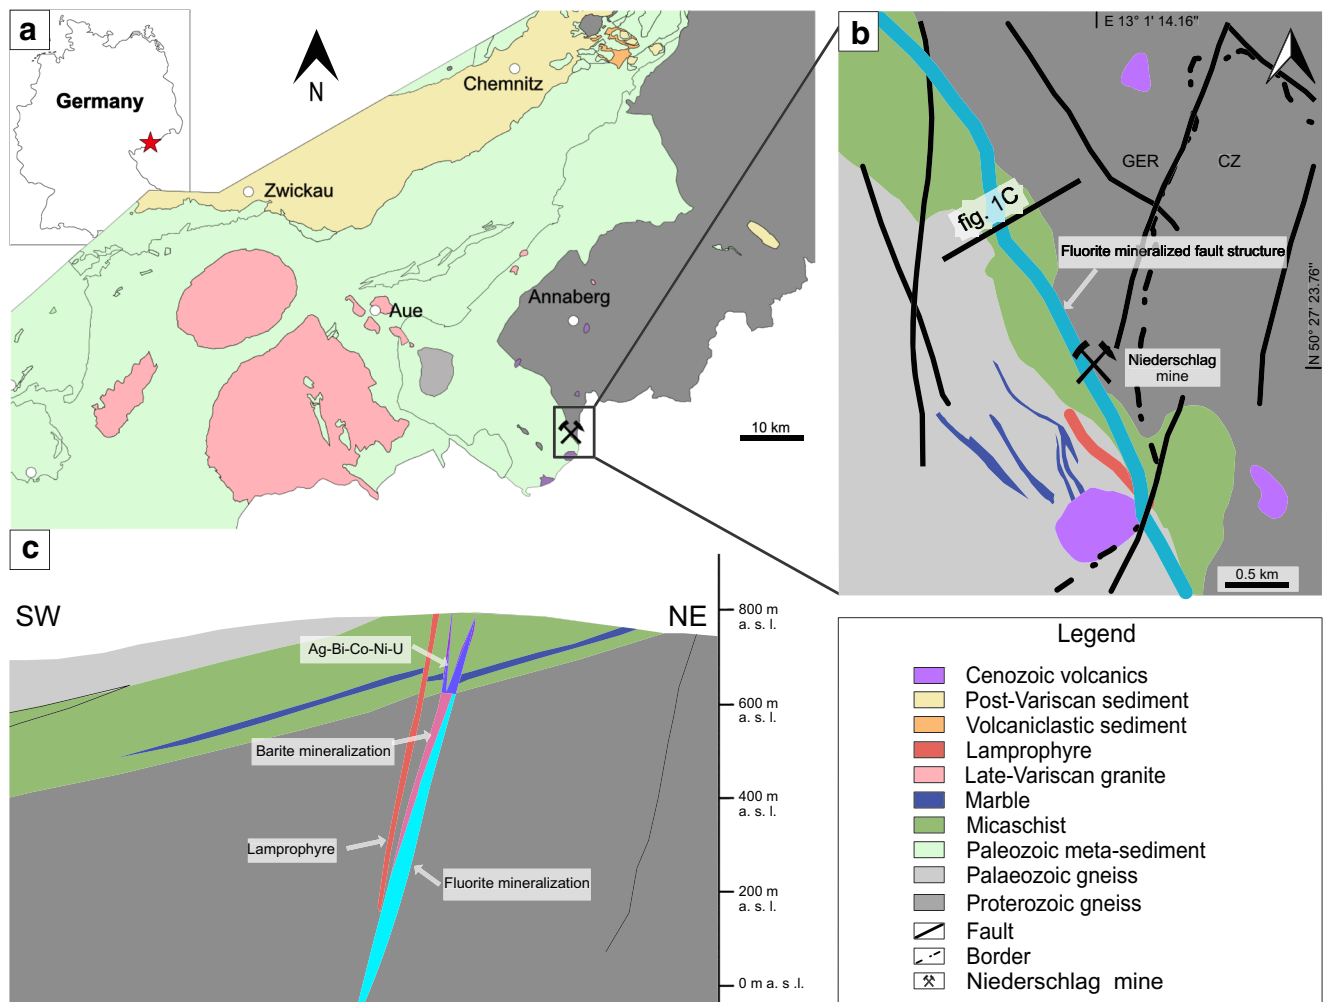 a
Germany
N
Chemnitz
Zwickau
Aue
Annaberg
10 km
b
E 13° 1' 14.16"
GER
CZ
fig. 1C
Fluorite mineralized fault structure
N 50° 27' 23.76"
Niederschlag
mine
0.5 km
c
SW
NE
800 m
a. s. l.
Ag-Bi-Co-Ni-U
600 m
a. s. l.
Barite mineralization
400 m
a. s. l.
Lamprophyre
Fluorite mineralization
200 m
a. s. l.
0 m a. s .l.
Legend
Cenozoic volcanics
Post-Variscan sediment
Volcaniclastic sediment
Lamprophyre
Late-Variscan granite
Marble
Micaschist
Paleozoic meta-sediment
Palaeozoic gneiss
Proterozoic gneiss
Fault
Border
Niederschlag mine